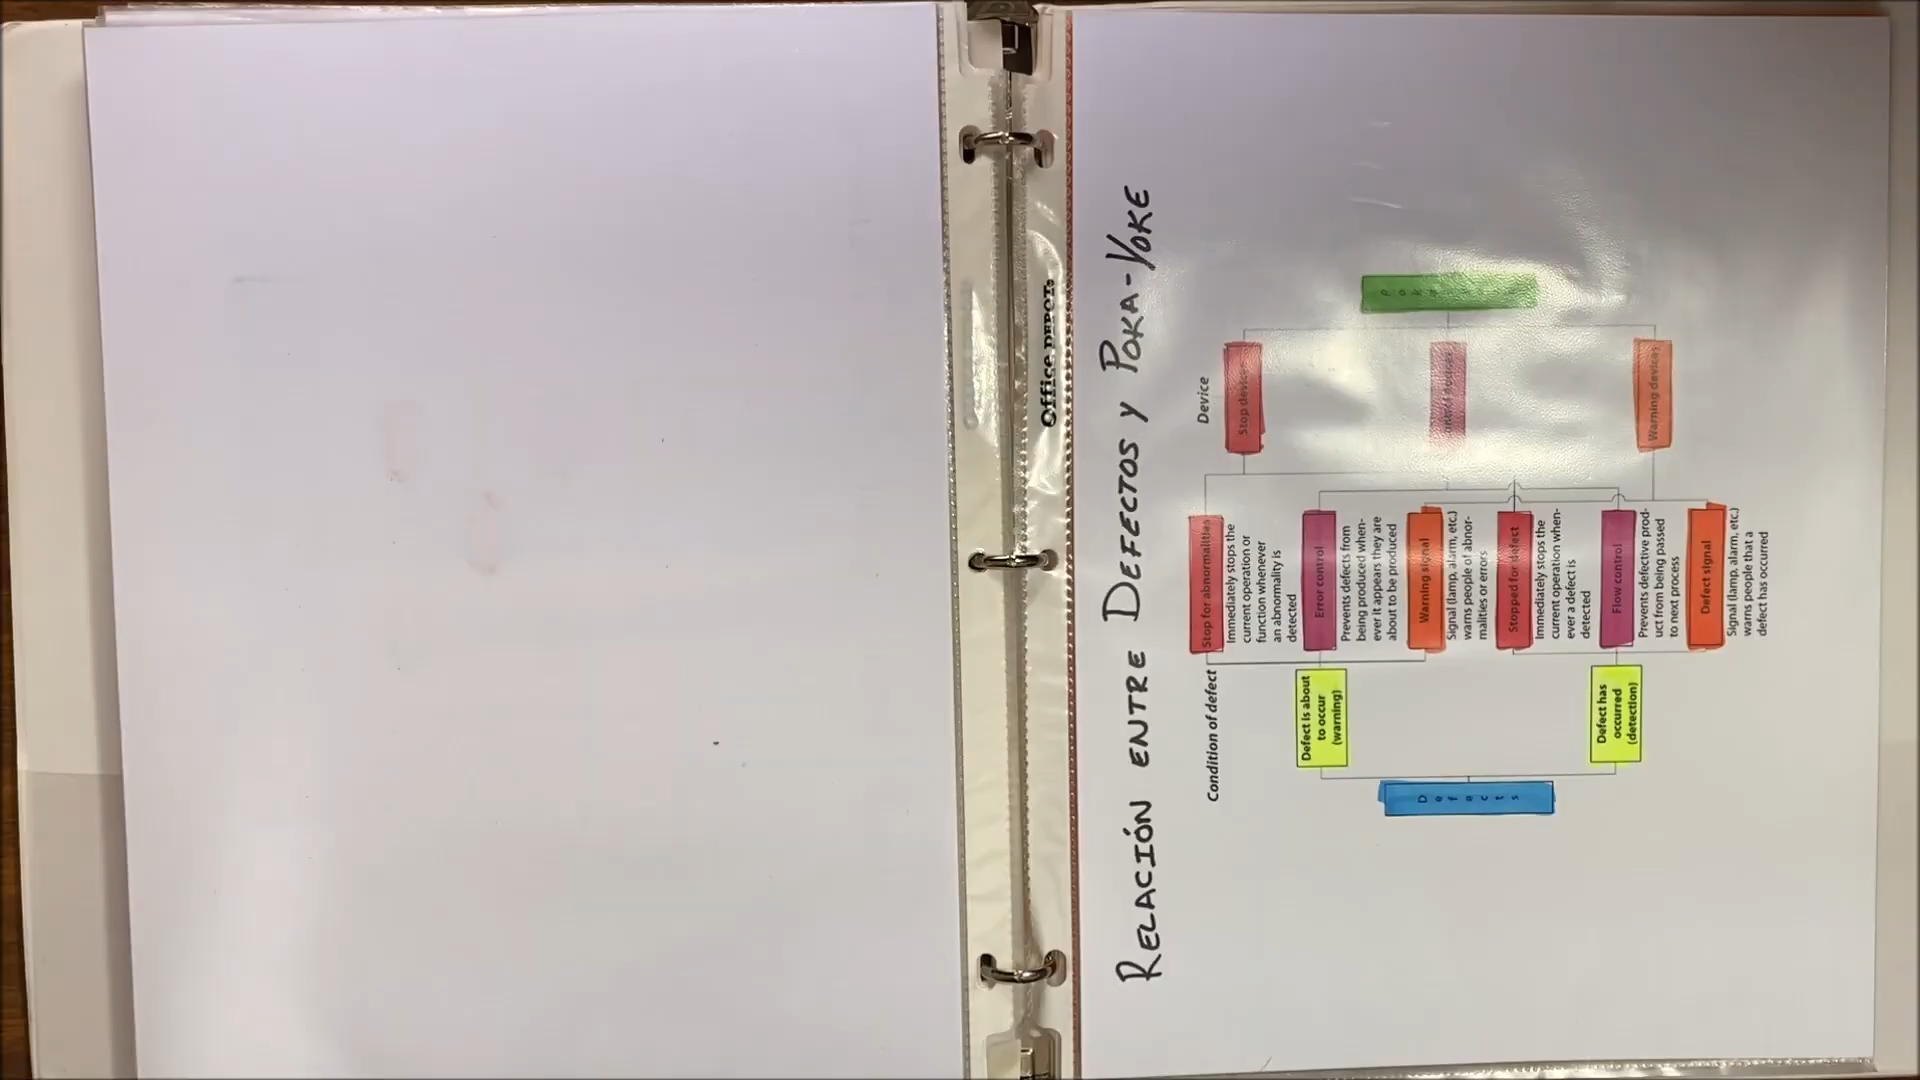 Office DEPOT.
RELACIÓN ENTRE DEFECTOS Y POKA-YOKE
Condition of defect
Device
Stop for abnormalities
Immediately stops the
current operation or
function whenever
an abnormality is
detected
Stop devices
Defect is about
to occur
(warning)
Error control
Prevents defects from
being produced when-
ever it appears they are
about to be produced
Warning signal
Signal (lamp, alarm, etc.)
warns people of abnor-
malities or errors
Defects
Stopped for defect
Immediately stops the
current operation when-
ever a defect is
detected
Defect has
occurred
(detection)
Flow control
Prevents defective prod-
uct from being passed
to next process
Warning devices
Defect signal
Signal (lamp, alarm, etc.)
warns people that a
defect has occurred